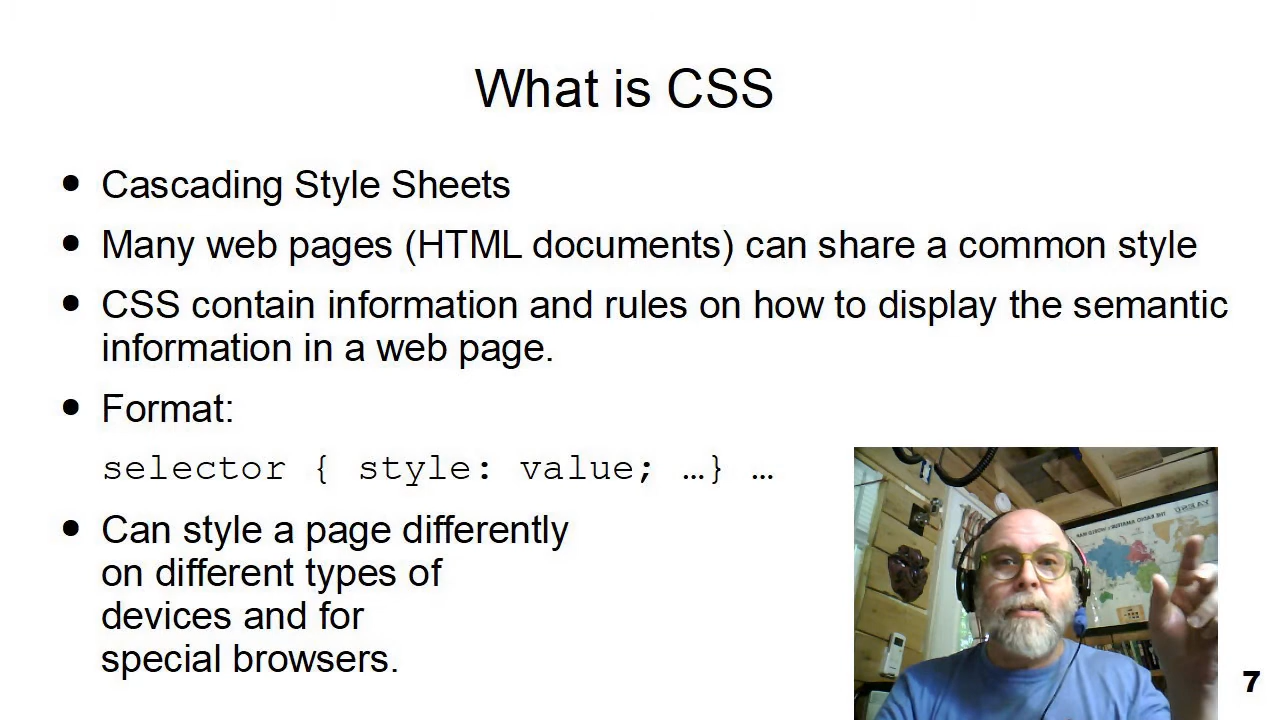 What is CSS
• Cascading Style Sheets
• Many web pages (HTML documents) can share a common style
• CSS contain information and rules on how to display the semantic
information in a web page.
• Format:
selector { style: value; …} …
• Can style a page differently
on different types of
devices and for
special browsers.
7